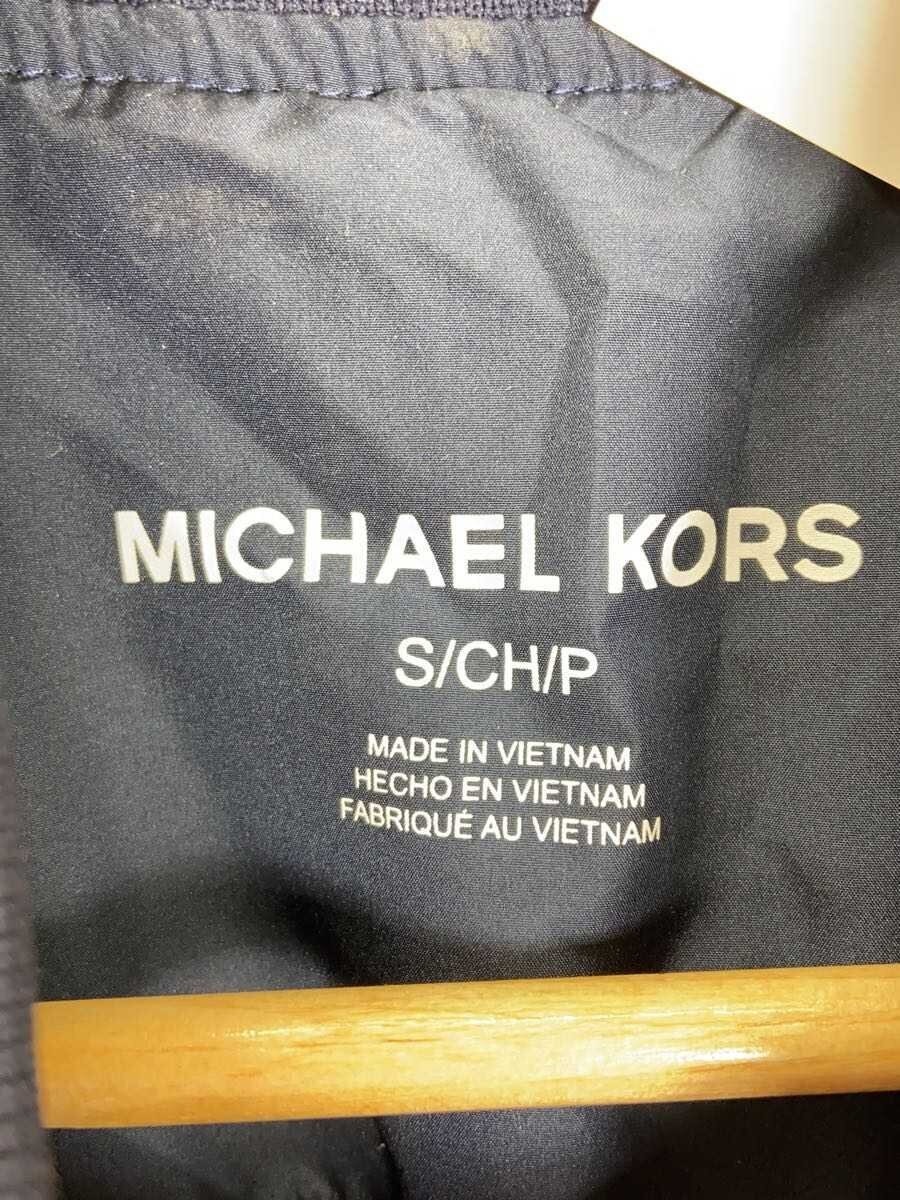 MICHAEL KORS
S/CH/P
MADE IN VIETNAM
HECHO EN VIETNAM
FABRIQUÉ AU VIETNAM